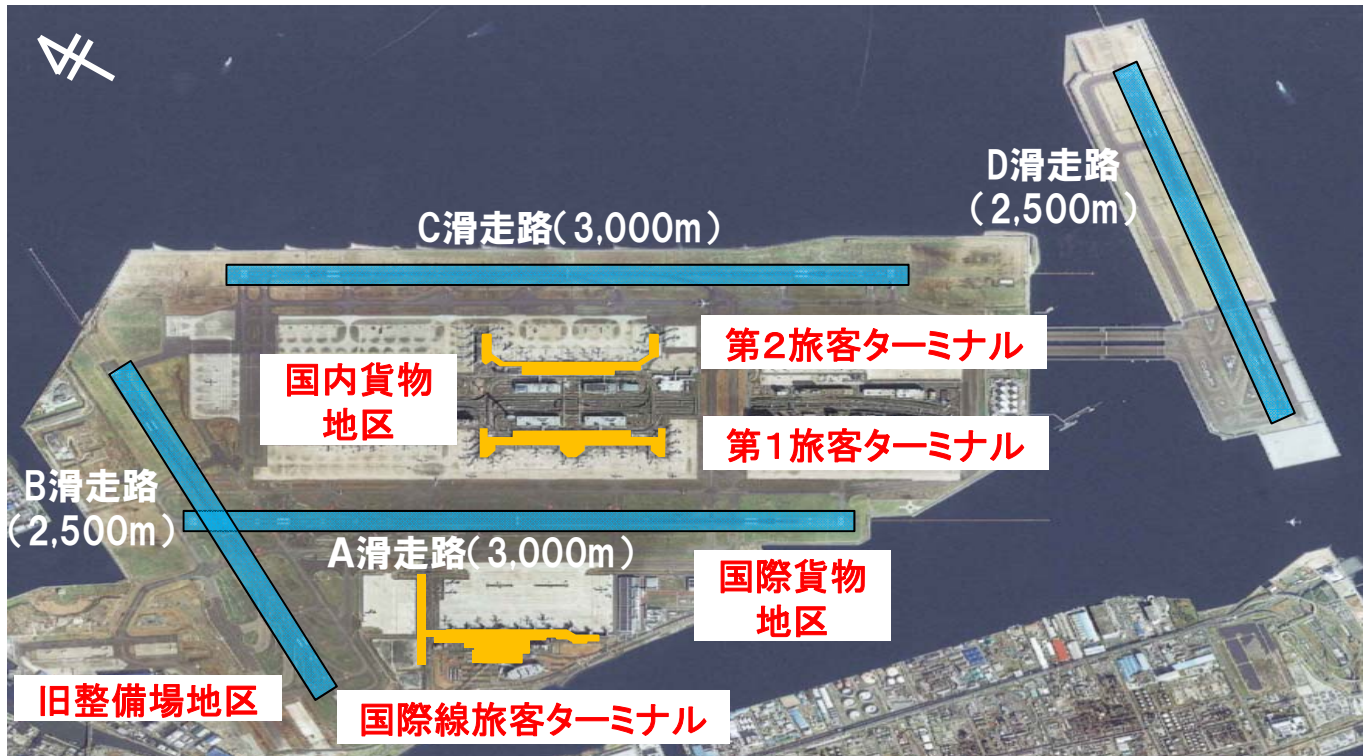 D滑走路
(2,500m)
C滑走路(3,000m)
第2旅客ターミナル
国内貨物
地区
第1旅客ターミナル
B滑走路
(2,500m)
A滑走路(3,000m)
国際貨物
地区
旧整備場地区
国際線旅客ターミナル